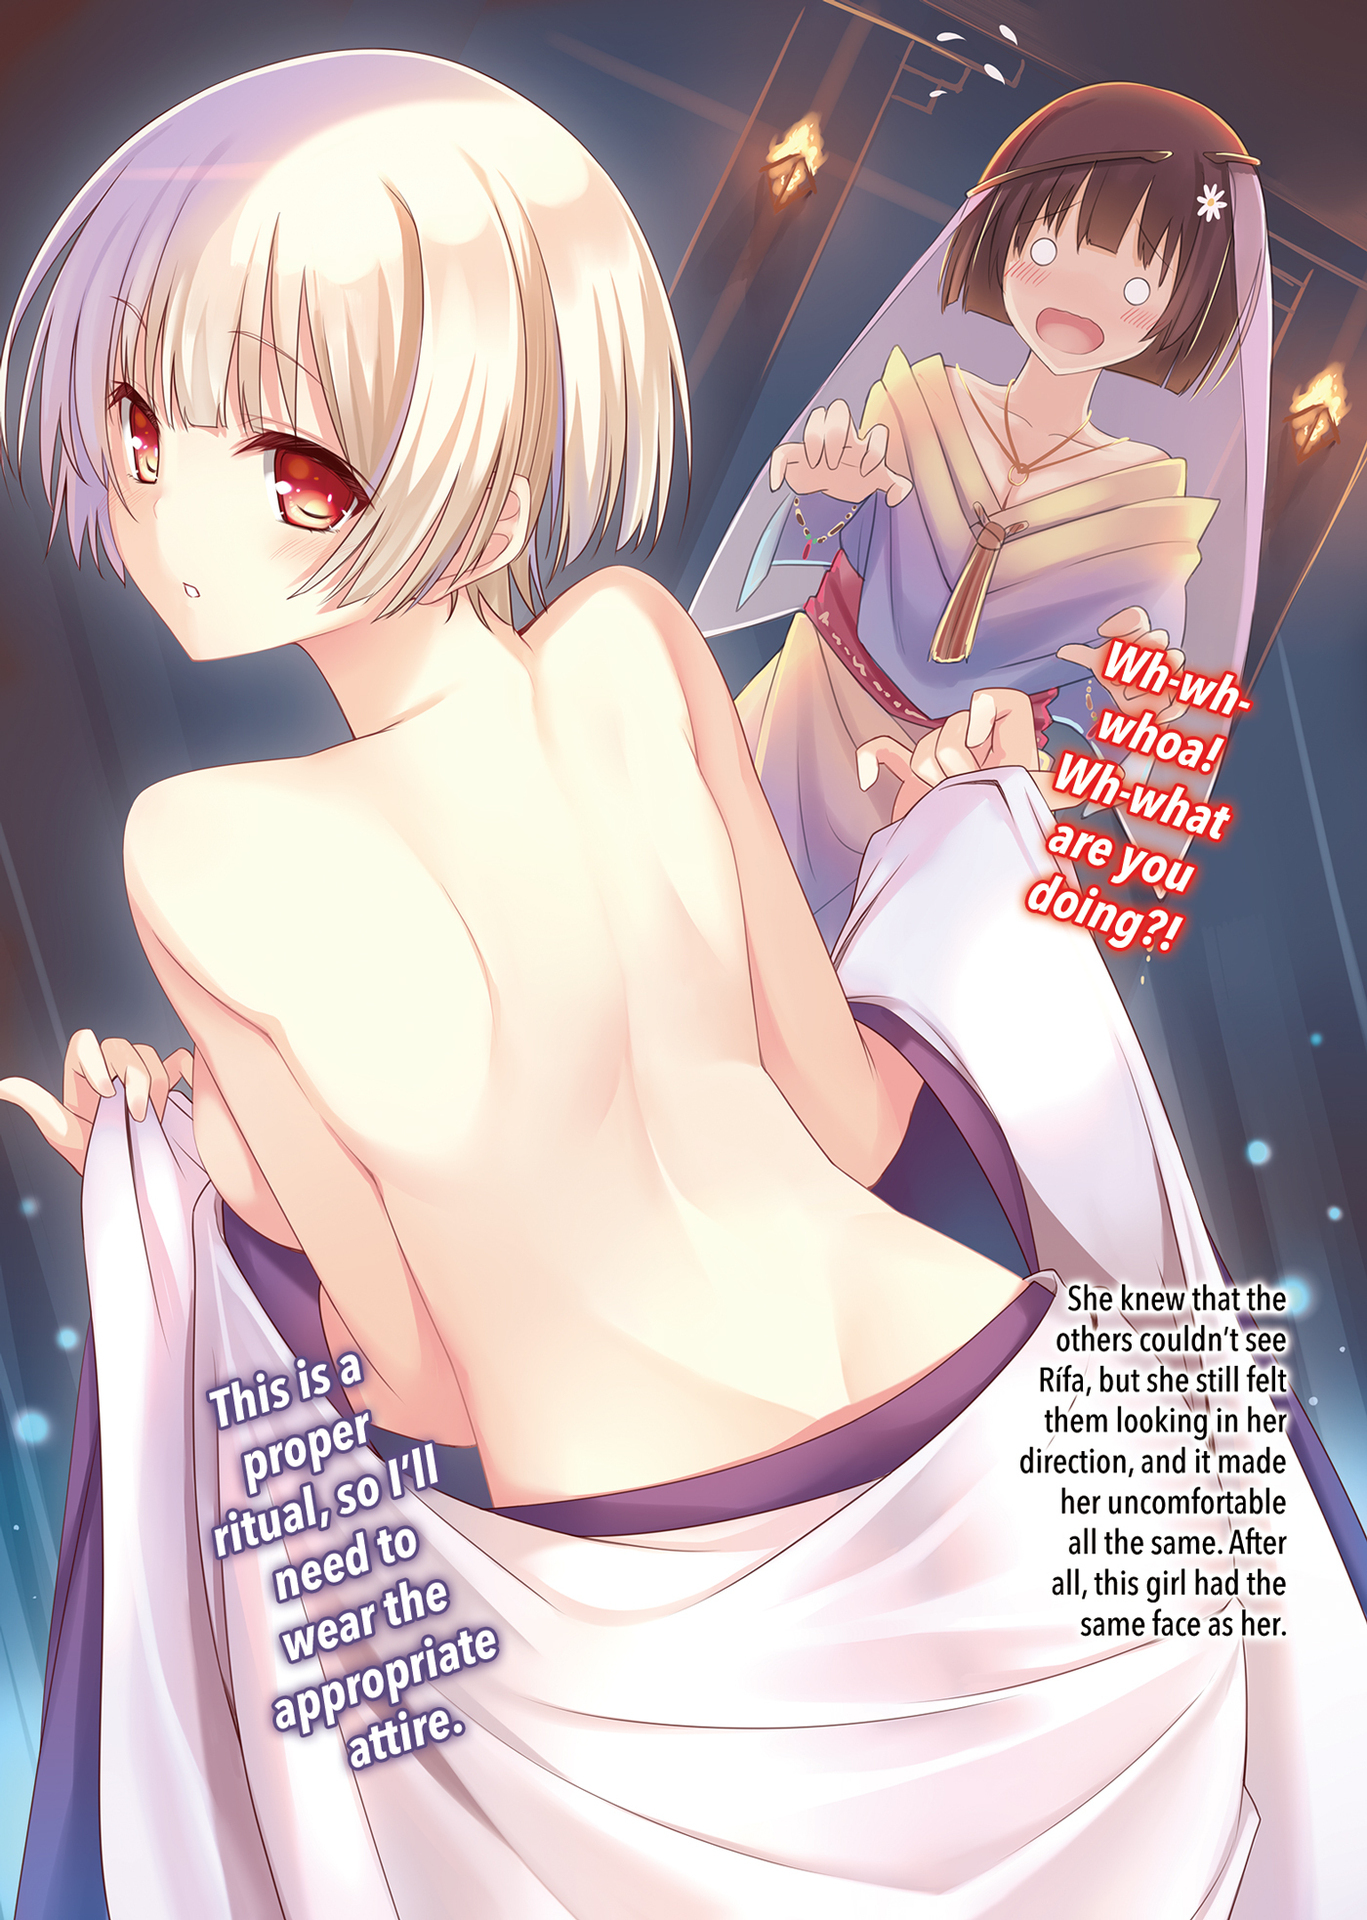 Wh-wh-
whoa!
Wh-what
are you
doing?!
This is a
proper
ritual, so I'll
need to
wear the
appropriate
attire.
She knew that the
others couldn't see
Rífa, but she still felt
them looking in her
direction, and it made
her uncomfortable
all the same. After
all, this girl had the
same face as her.